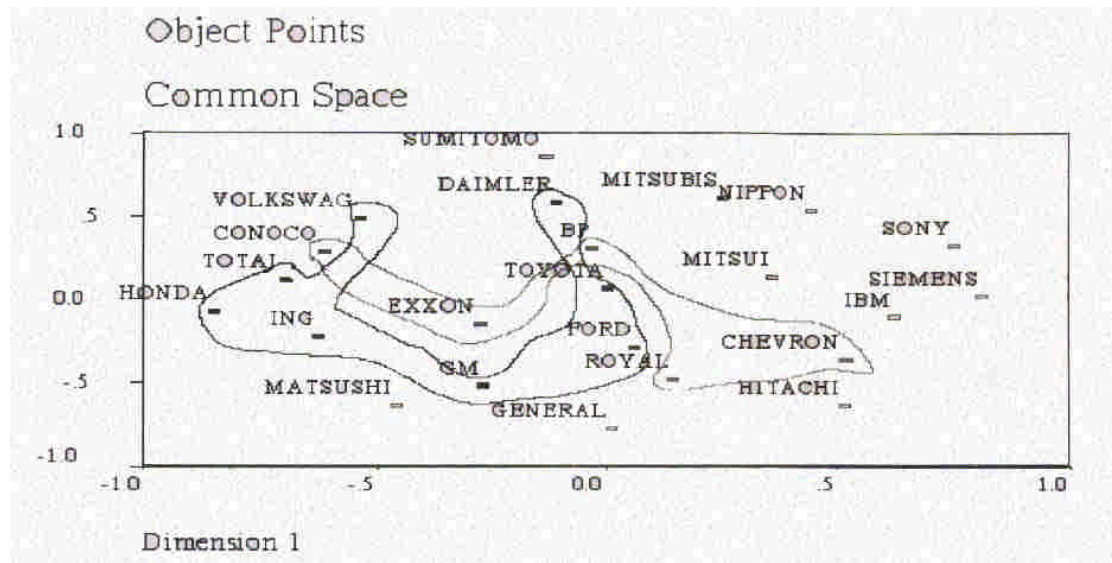 Object Points
Common Space
1.0
SUMITOMO
DAIMLER
MITSUBIS
NIPPON
VOLKSWAG
.5
CONOCO
BP
SONY
TOTAL
TOYOTA
MITSUI
SIEMENS
0.0
HONDA
EXXON
IBM
ING
FORD
CHEVRON
GM
ROYAL
-.5
MATSUSHI
HITACHI
GENERAL
-1.0
-1.0 -.5 0.0 .5 1.0
Dimension 1